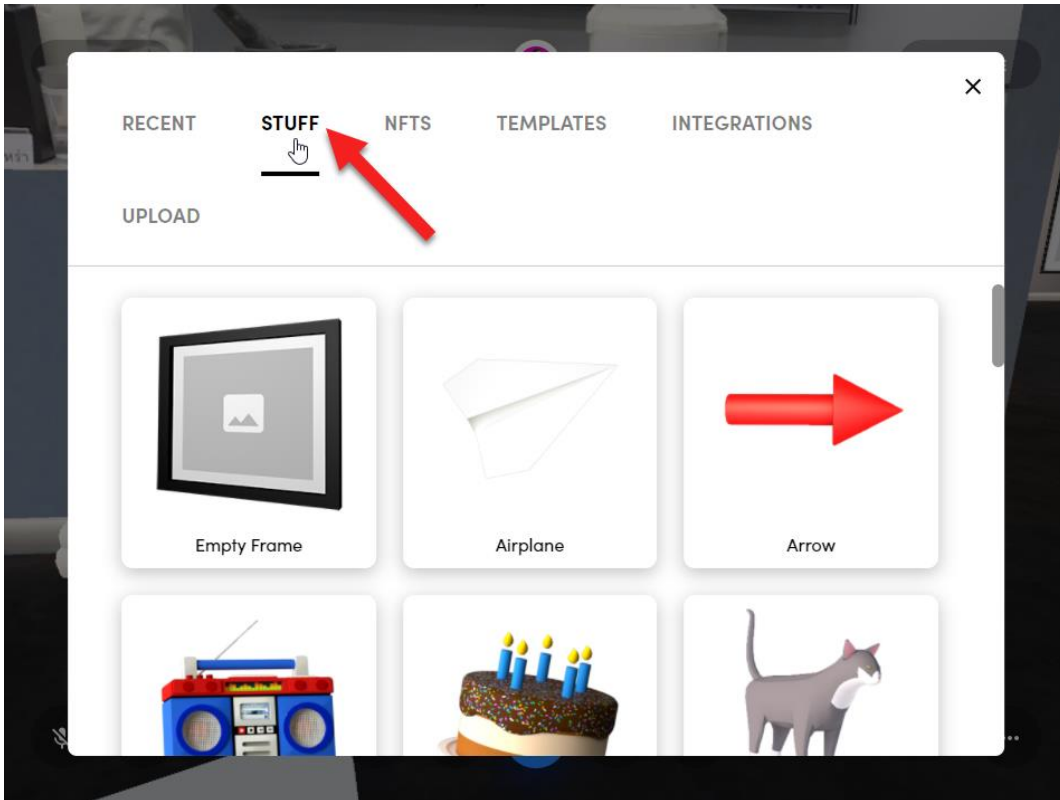 RECENT STUFF NFTS TEMPLATES INTEGRATIONS
UPLOAD
Empty Frame Airplane Arrow